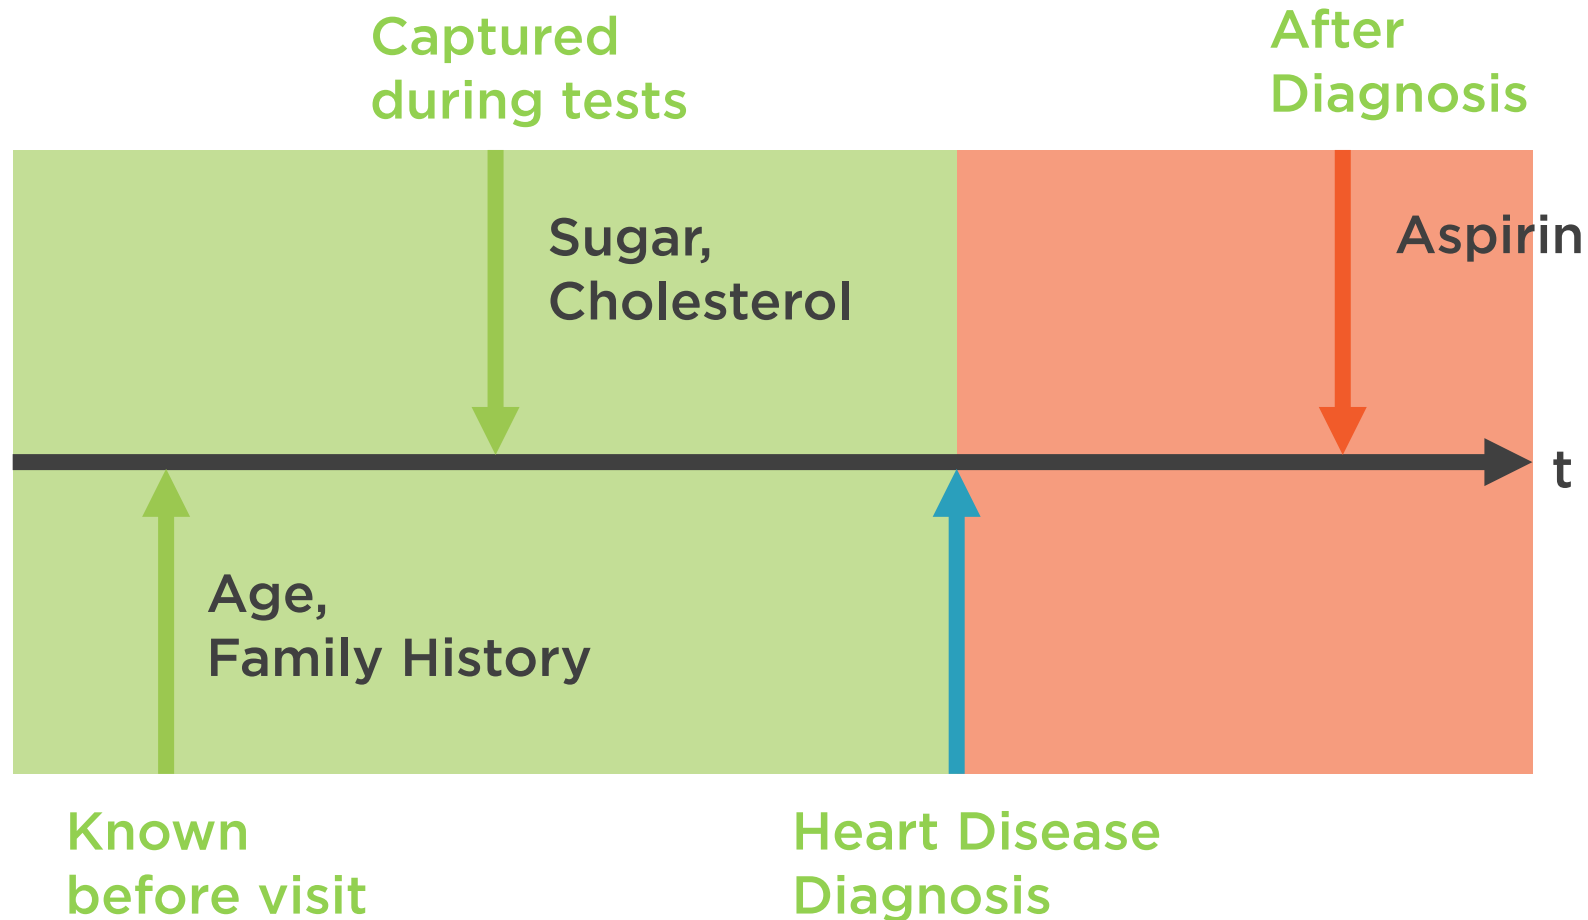 Captured
during tests
After
Diagnosis
Sugar,
Cholesterol
Aspirin
t
Age,
Family History
Known
before visit
Heart Disease
Diagnosis